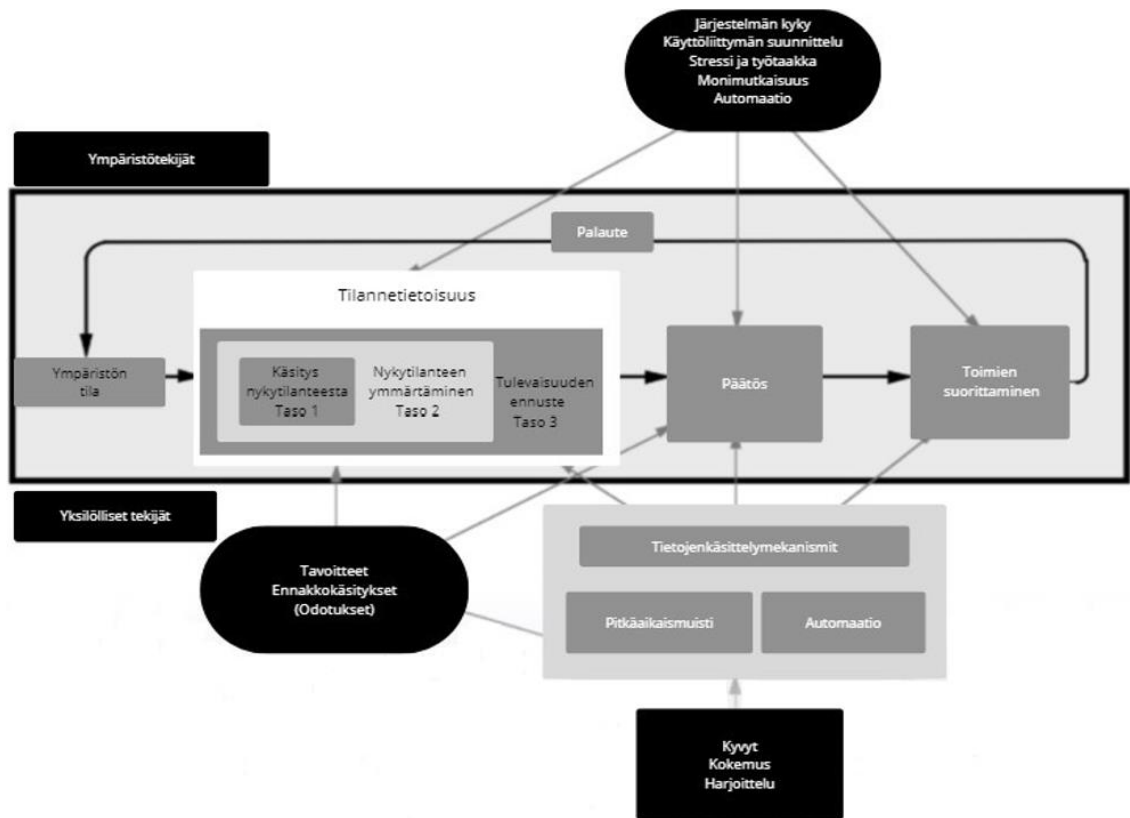 Järjestelmän kyky
Käyttöliittymän suunnittelu
Stressi ja työtaakka
Monimutkaisuus
Automaatio
Ympäristötekijät
Palaute
Tilannetietoisuus
Ympäristön
tila
Käsitys
nykytilanteesta
Taso 1
Nykytilanteen
ymmärtäminen
Taso 2
Tulevaisuuden
ennuste
Taso 3
Päätös
Toimien
suorittaminen
Yksilölliset tekijät
Tavoitteet
Ennakkokäsitykset
(Odotukset)
Tietojenkäsittelymekanismit
Pitkäaikaismuisti
Automaatio
Kyvyt
Kokemus
Harjoittelu